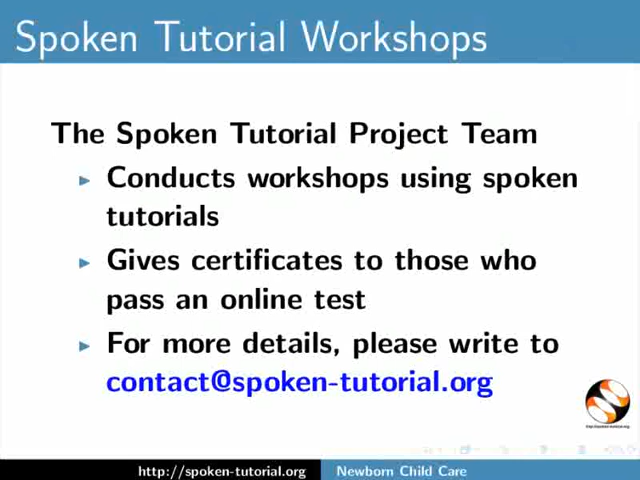 Spoken Tutorial Workshops
The Spoken Tutorial Project Team
Conducts workshops using spoken
tutorials
Gives certificates to those who
pass an online test
For more details, please write to
contact@spoken-tutorial.org
http://spoken-tutorial.org
Newborn Child Care